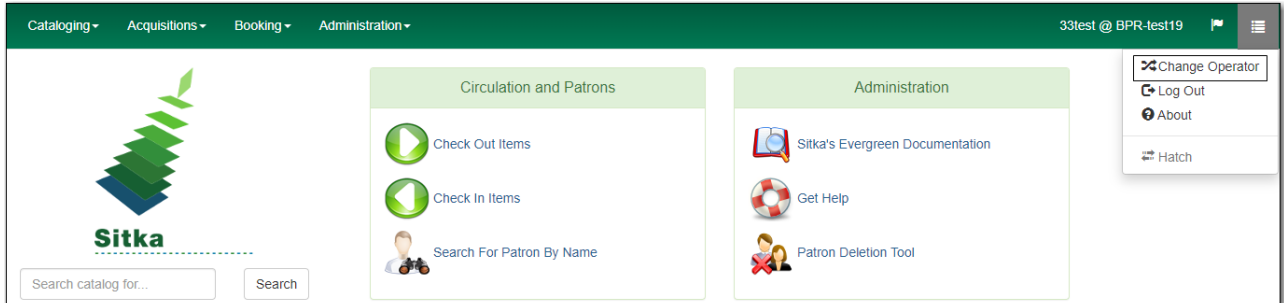 Cataloging Acquisitions Booking Administration 33test @ BPR-test19
Change Operator
Log Out
About
Hatch
Circulation and Patrons
Check Out Items
Check In Items
Search For Patron By Name
Administration
Sitka's Evergreen Documentation
Get Help
Patron Deletion Tool
Sitka
Search catalog for... Search